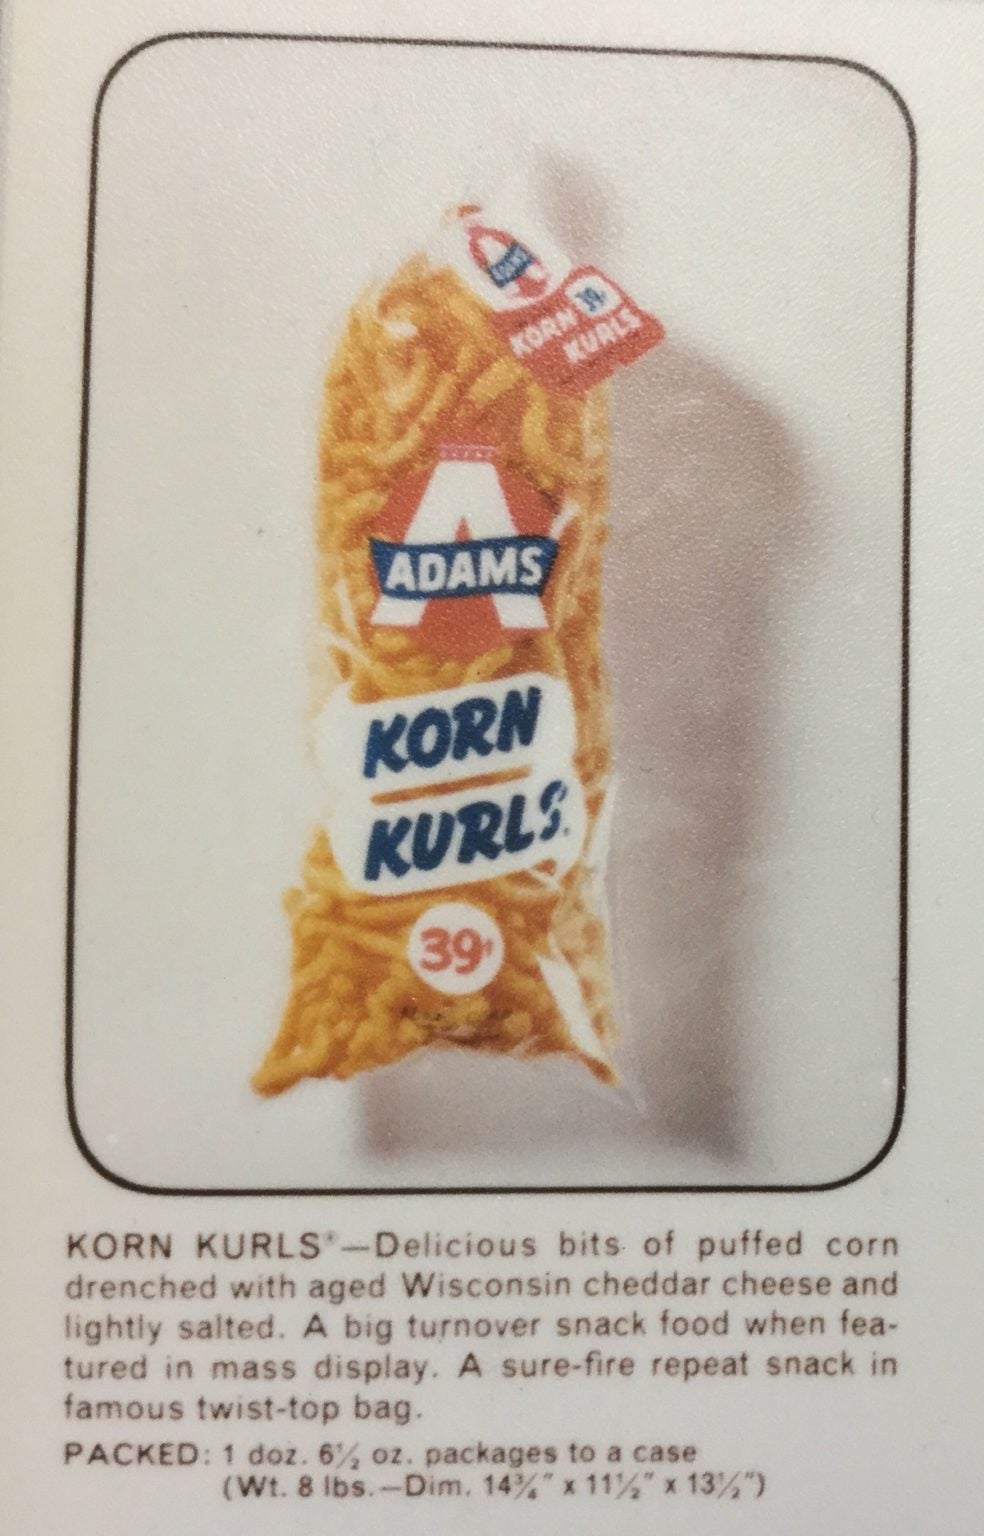 ADAMS
39¢
KORN
KURLS
A
ADAMS
KORN
KURLS.
39¢
KORN KURLS®—Delicious bits of puffed corn
drenched with aged Wisconsin cheddar cheese and
lightly salted. A big turnover snack food when fea-
tured in mass display. A sure-fire repeat snack in
famous twist-top bag.
PACKED: 1 doz. 6½ oz. packages to a case
(Wt. 8 lbs.—Dim. 14¾" x 11½" x 13½")